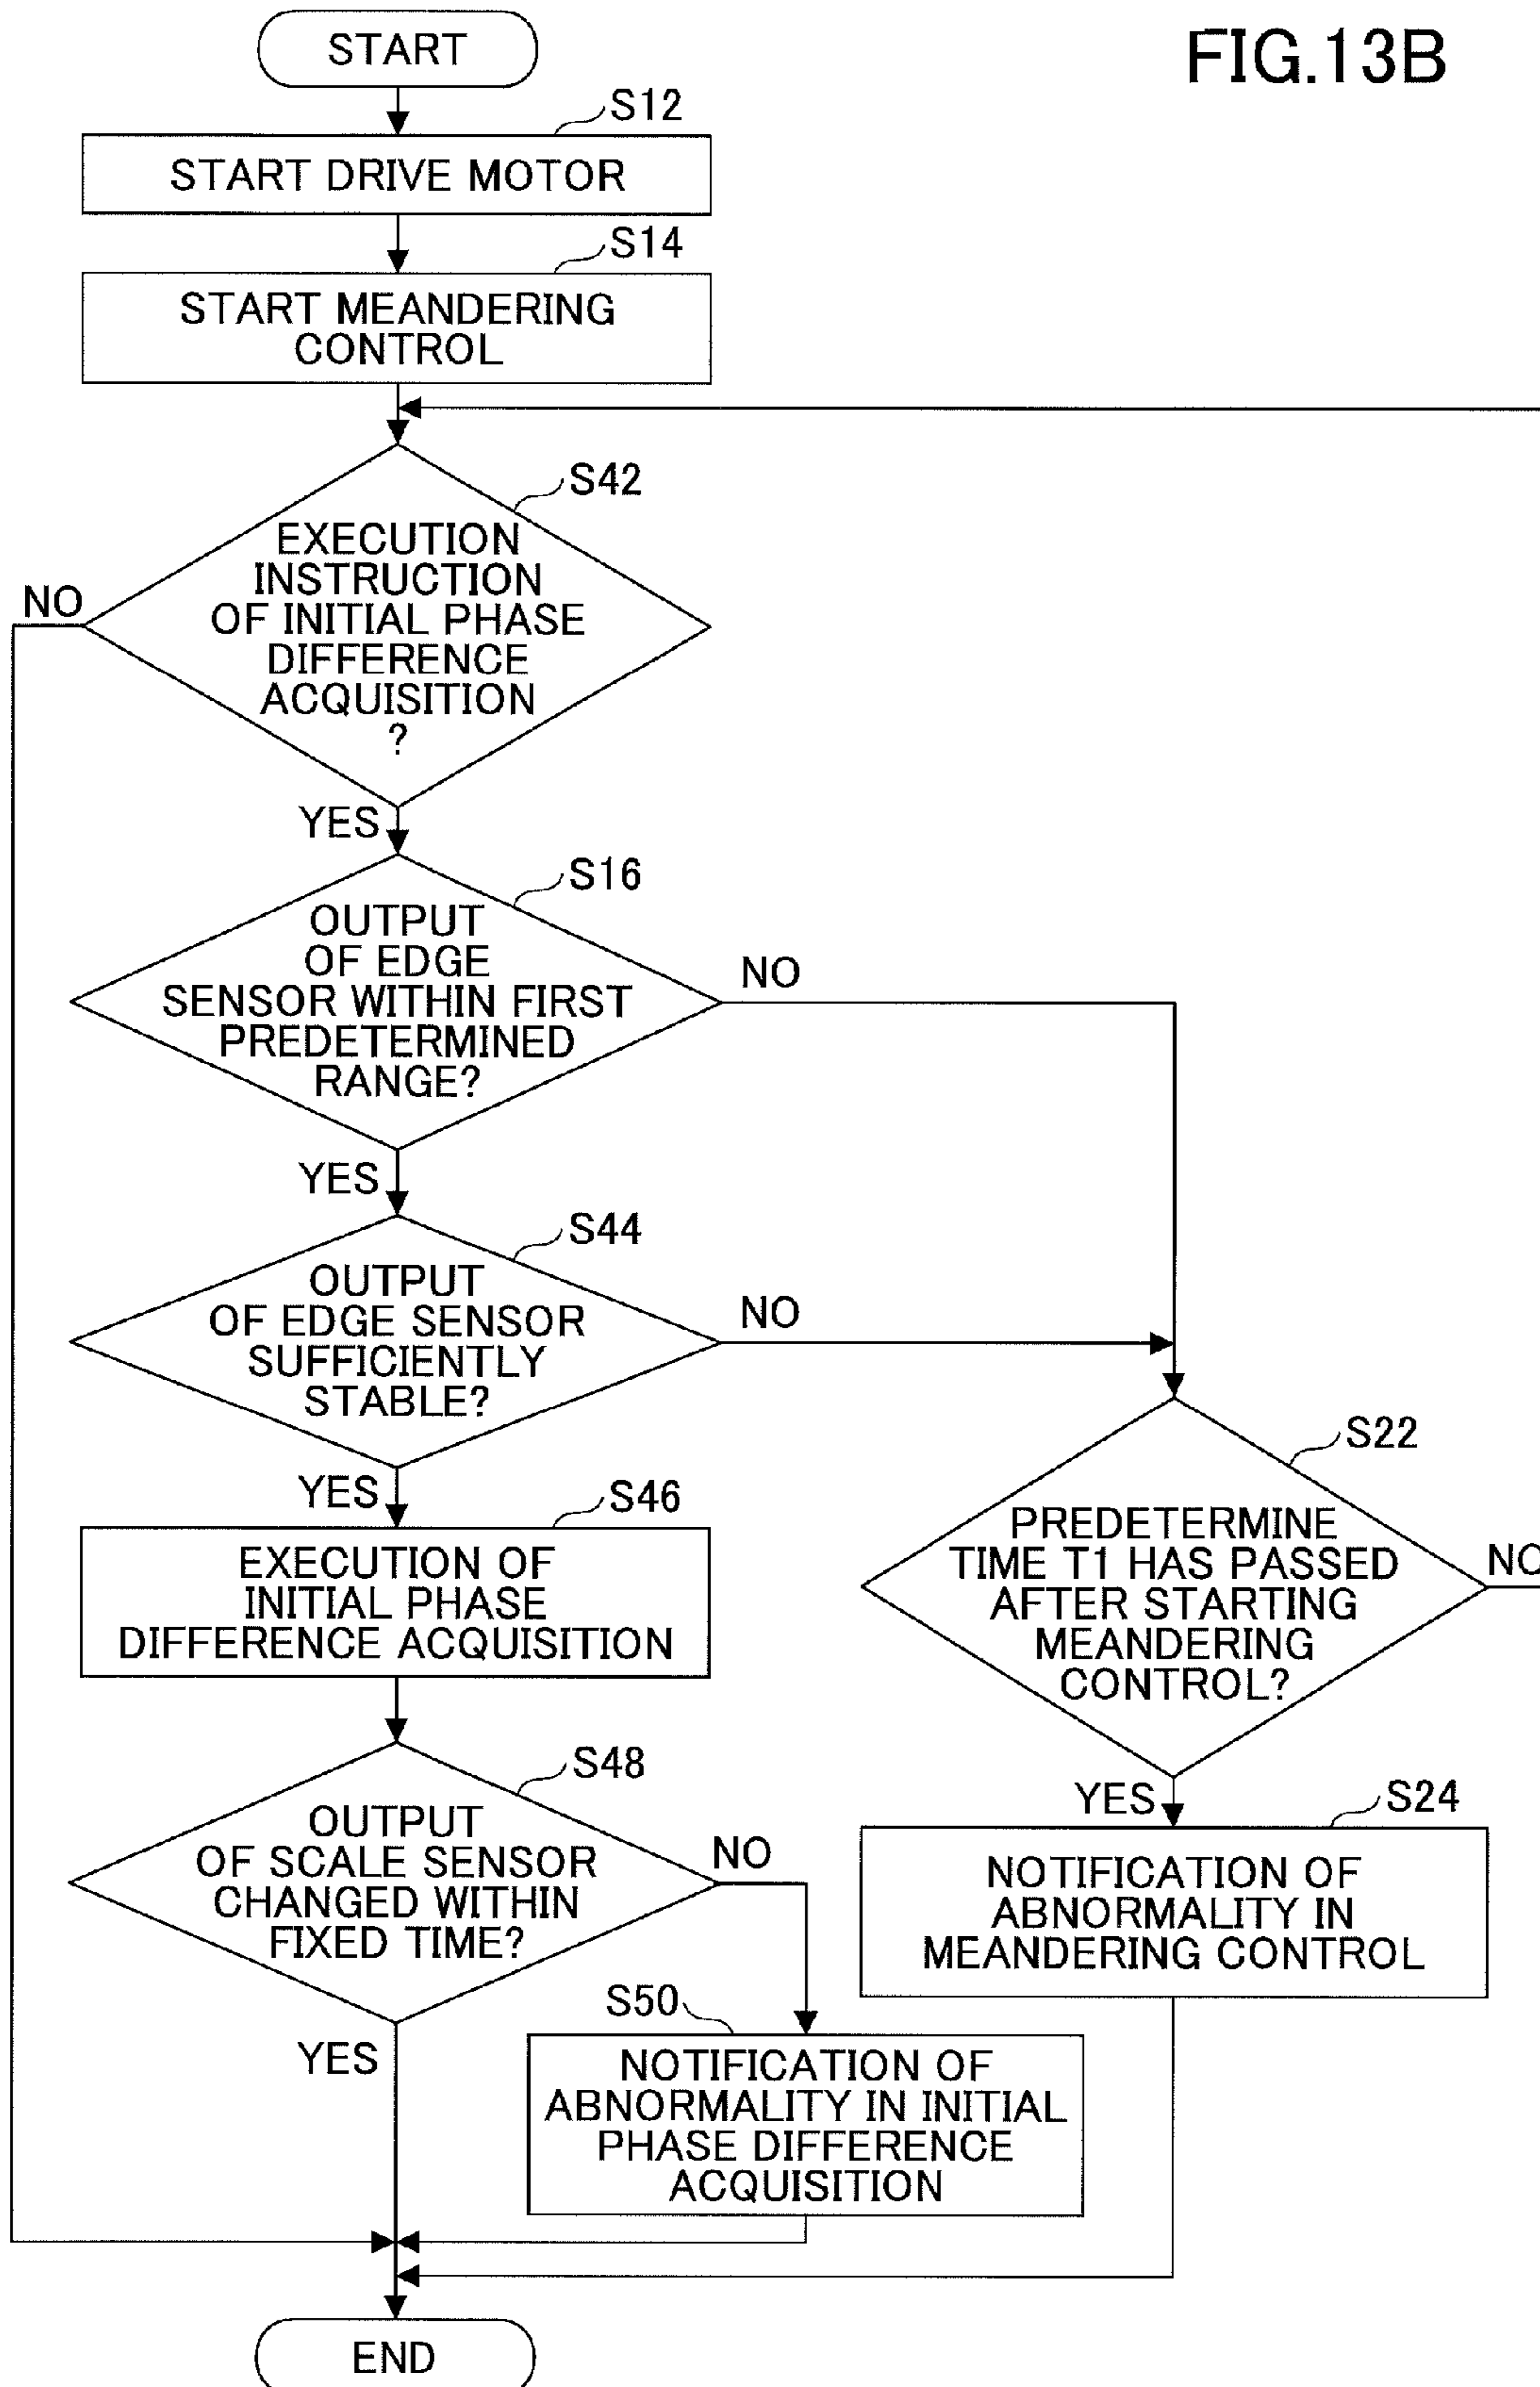 FIG.13B
START
S12
START DRIVE MOTOR
S14
START MEANDERING
CONTROL
S42
EXECUTION
INSTRUCTION
OF INITIAL PHASE
DIFFERENCE
ACQUISITION
?
NO
YES
S16
OUTPUT
OF EDGE
SENSOR WITHIN FIRST
PREDETERMINED
RANGE?
NO
YES
S44
OUTPUT
OF EDGE SENSOR
SUFFICIENTLY
STABLE?
NO
YES
S22
PREDETERMINE
TIME T1 HAS PASSED
AFTER STARTING
MEANDERING
CONTROL?
NO
YES
S46
EXECUTION OF
INITIAL PHASE
DIFFERENCE ACQUISITION
S48
OUTPUT
OF SCALE SENSOR
CHANGED WITHIN
FIXED TIME?
NO
YES
S24
NOTIFICATION OF
ABNORMALITY IN
MEANDERING CONTROL
S50
NOTIFICATION OF
ABNORMALITY IN INITIAL
PHASE DIFFERENCE
ACQUISITION
END